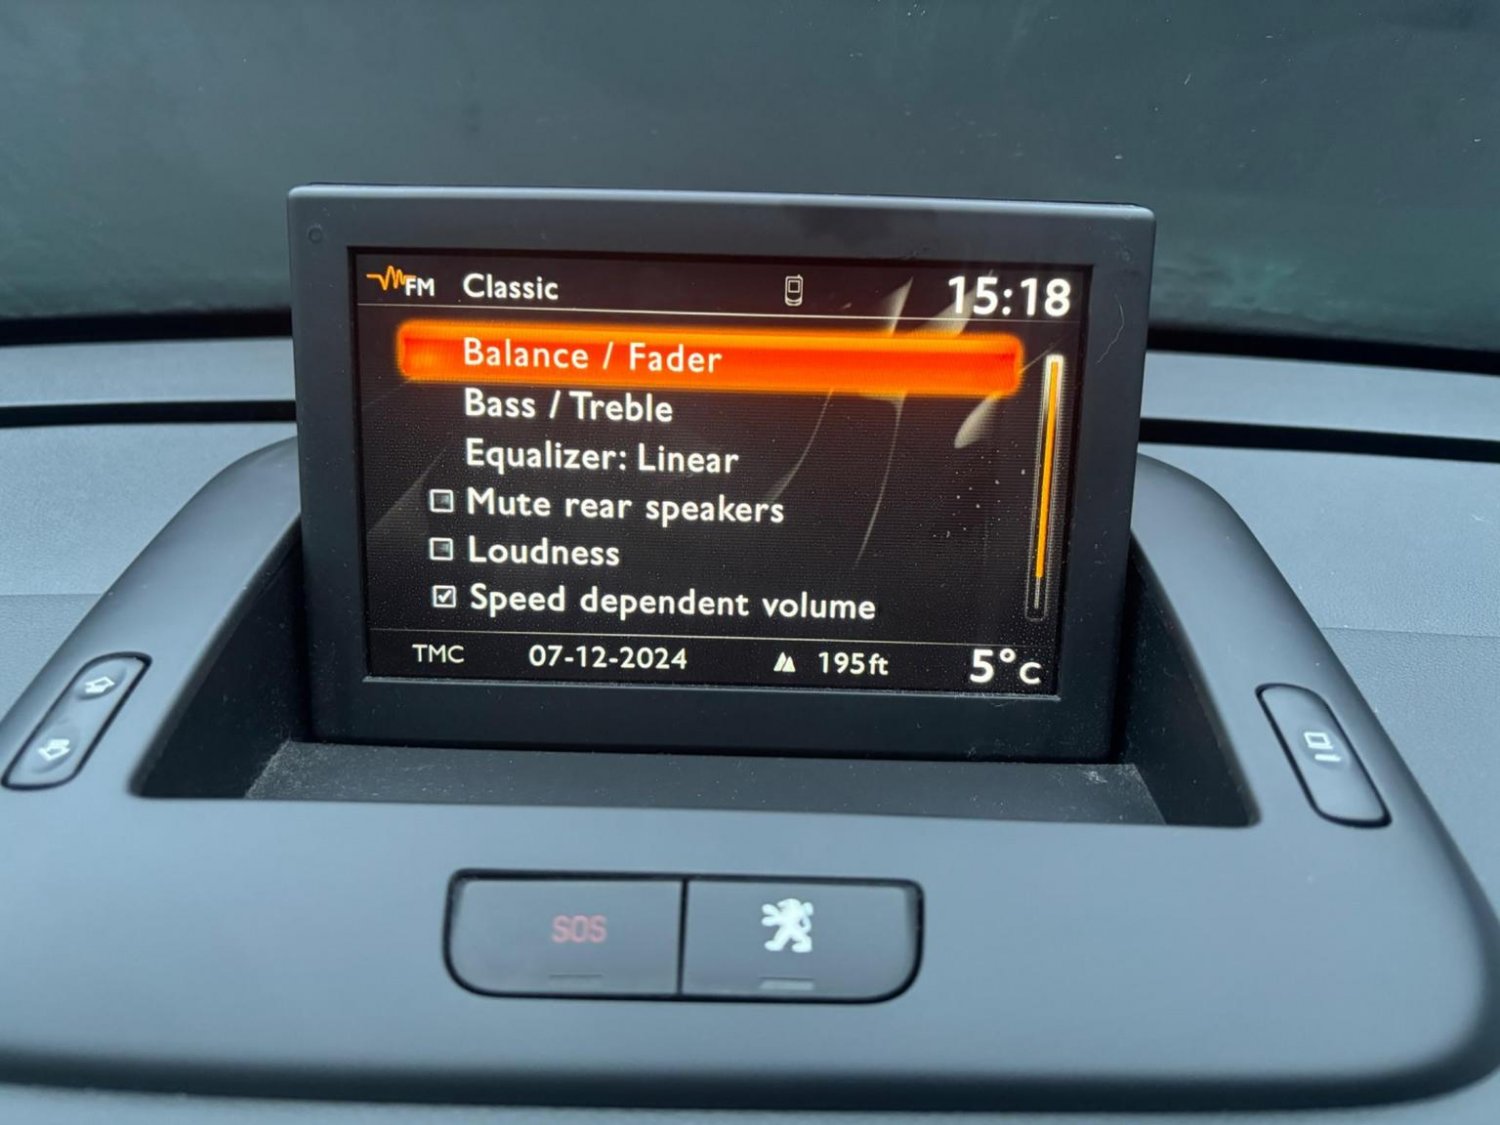 FM Classic 15:18
Balance / Fader
Bass / Treble
Equalizer: Linear
Mute rear speakers
Loudness
Speed dependent volume
TMC 07-12-2024 195ft 5°C
SOS